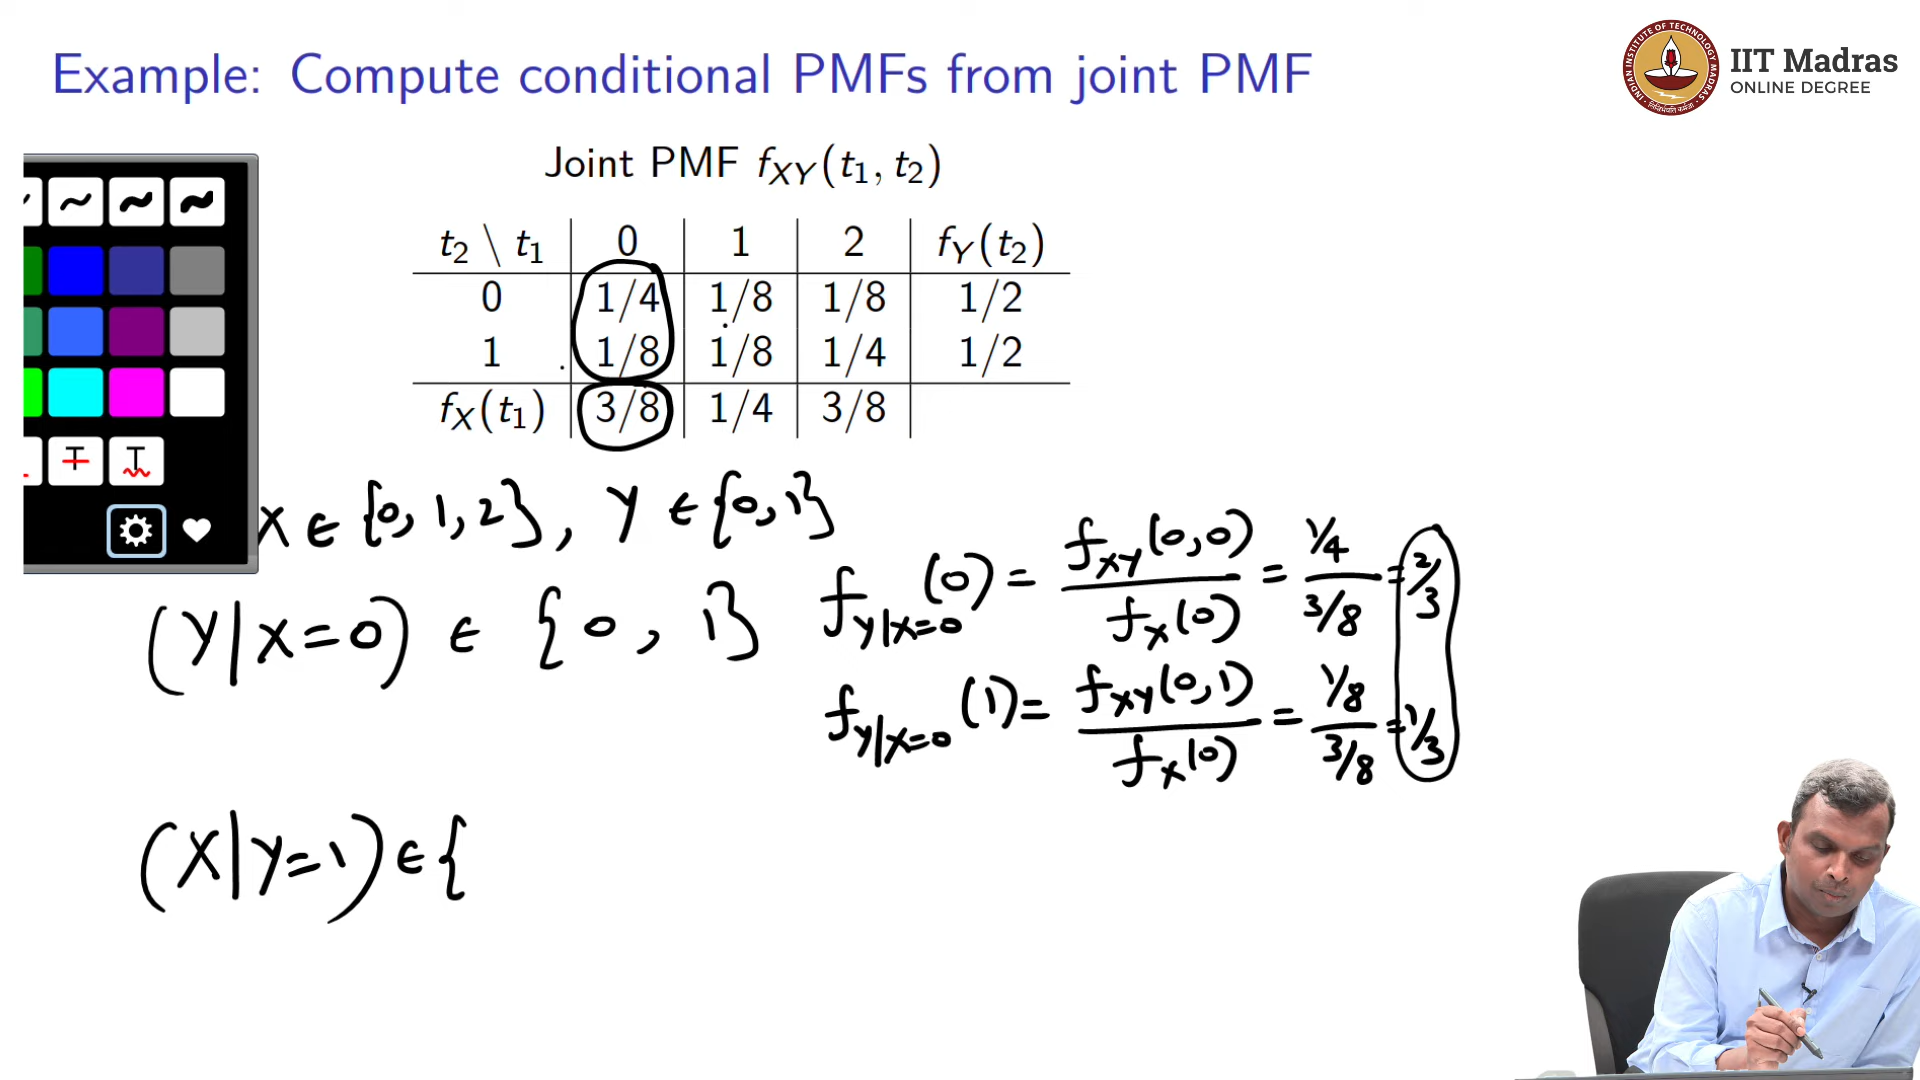 Example: Compute conditional PMFs from joint PMF
IIT Madras
ONLINE DEGREE
Joint PMF f_XY(t₁, t₂)
t₂ \ t₁ 0 1 2 f_Y(t₂)
0 1/4 1/8 1/8 1/2
1 1/8 1/8 1/4 1/2
f_X(t₁) 3/8 1/4 3/8
X ∈ {0, 1, 2}, Y ∈ {0, 1}
(Y|X=0) ∈ {0, 1}
f_{Y|X=0}(0) = f_XY(0,0) / f_X(0) = 1/4 / 3/8 = 2/3
f_{Y|X=0}(1) = f_XY(0,1) / f_X(0) = 1/8 / 3/8 = 1/3
(X|Y=1) ∈ {